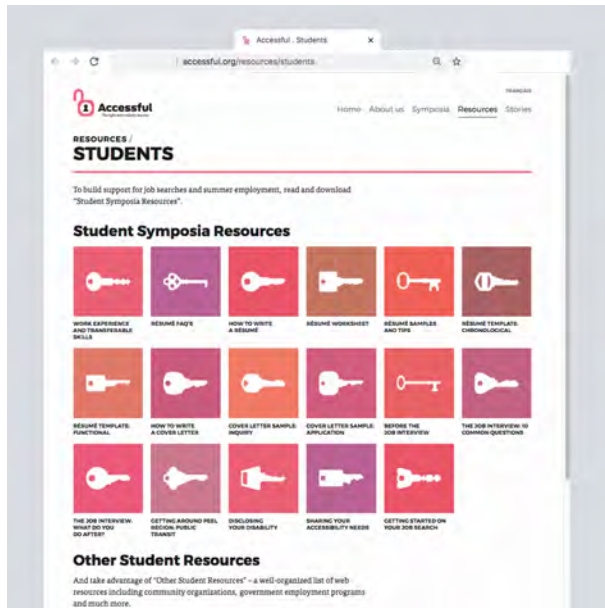 Accessful . Students
accessful.org/resources/students
FRANÇAIS
Accessful
Home About us Symposia Resources Stories
RESOURCES /
STUDENTS
To build support for job searches and summer employment, read and download
"Student Symposia Resources".
Student Symposia Resources
WORK EXPERIENCE
AND TRANSFERABLE
SKILLS
RÉSUMÉ FAQ'S
HOW TO WRITE
A RÉSUMÉ
RÉSUMÉ WORKSHEET
RÉSUMÉ SAMPLES
AND TIPS
RÉSUMÉ TEMPLATE:
CHRONOLOGICAL
RÉSUMÉ TEMPLATE:
FUNCTIONAL
HOW TO WRITE
A COVER LETTER
COVER LETTER SAMPLE:
INQUIRY
COVER LETTER SAMPLE:
APPLICATION
BEFORE THE
JOB INTERVIEW
THE JOB INTERVIEW: 10
COMMON QUESTIONS
THE JOB INTERVIEW:
WHAT DO YOU
DO AFTER?
GETTING AROUND PEEL
REGION: PUBLIC
TRANSIT
DISCLOSING
YOUR DISABILITY
SHARING YOUR
ACCESSIBILITY NEEDS
GETTING STARTED ON
YOUR JOB SEARCH
Other Student Resources
And take advantage of "Other Student Resources" – a well-organized list of web
resources including community organizations, government employment programs
and much more.